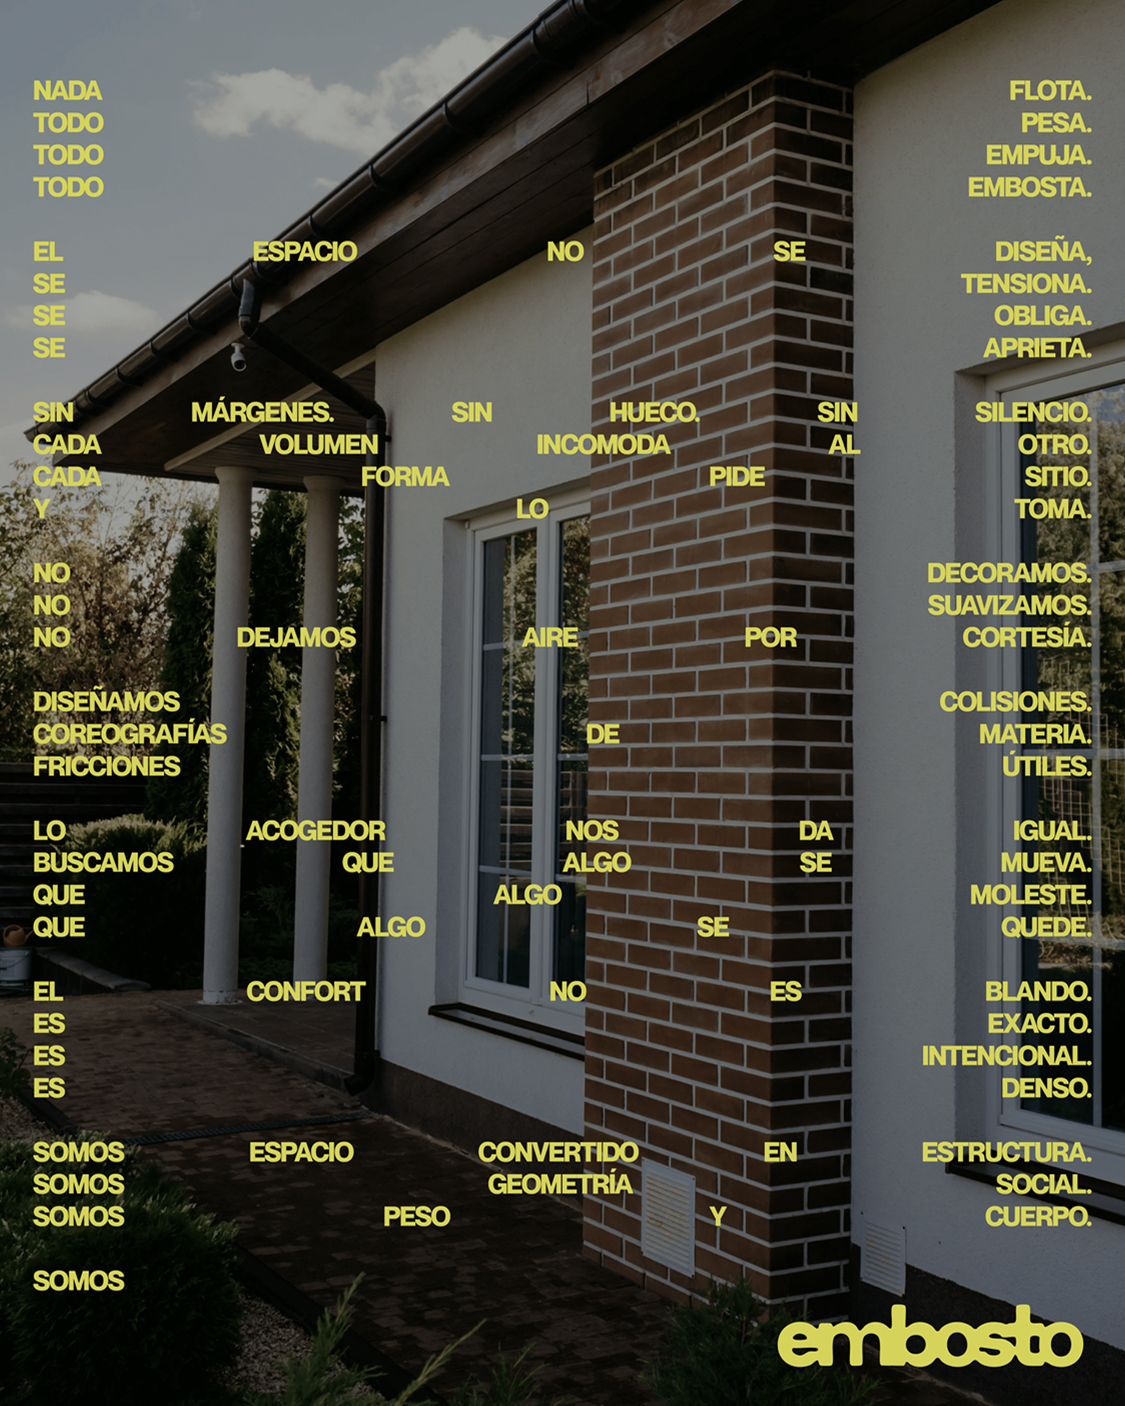 NADA FLOTA.
TODO PESA.
TODO EMPUJA.
TODO EMBOSTA.
EL ESPACIO NO SE DISEÑA,
SE TENSIONA.
SE OBLIGA.
SE APRIETA.
SIN MÁRGENES. SIN HUECO. SIN SILENCIO.
CADA VOLUMEN INCOMODA AL OTRO.
CADA FORMA PIDE SITIO.
Y LO TOMA.
NO DECORAMOS.
NO SUAVIZAMOS.
NO DEJAMOS AIRE POR CORTESÍA.
DISEÑAMOS COLISIONES.
COREOGRAFÍAS DE MATERIA.
FRICCIONES ÚTILES.
LO ACOGEDOR NOS DA IGUAL.
BUSCAMOS QUE ALGO SE MUEVA.
QUE ALGO MOLESTE.
QUE ALGO SE QUEDE.
EL CONFORT NO ES BLANDO.
ES EXACTO.
ES INTENCIONAL.
ES DENSO.
SOMOS ESPACIO CONVERTIDO EN ESTRUCTURA.
SOMOS GEOMETRÍA SOCIAL.
SOMOS PESO Y CUERPO.
SOMOS
embosto